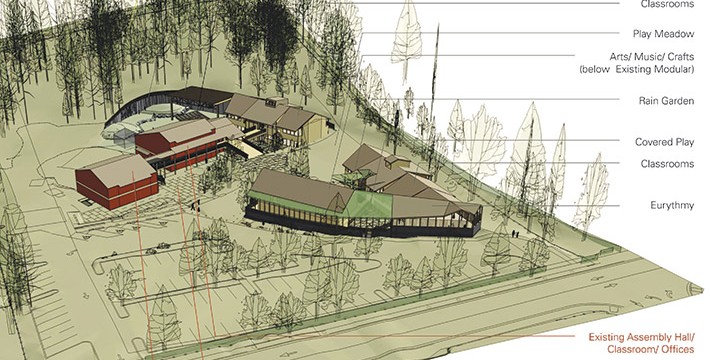 Classrooms
Play Meadow
Arts/ Music/ Crafts
(below Existing Modular)
Rain Garden
Covered Play
Classrooms
Eurythmy
Existing Assembly Hall/
Classroom/ Offices